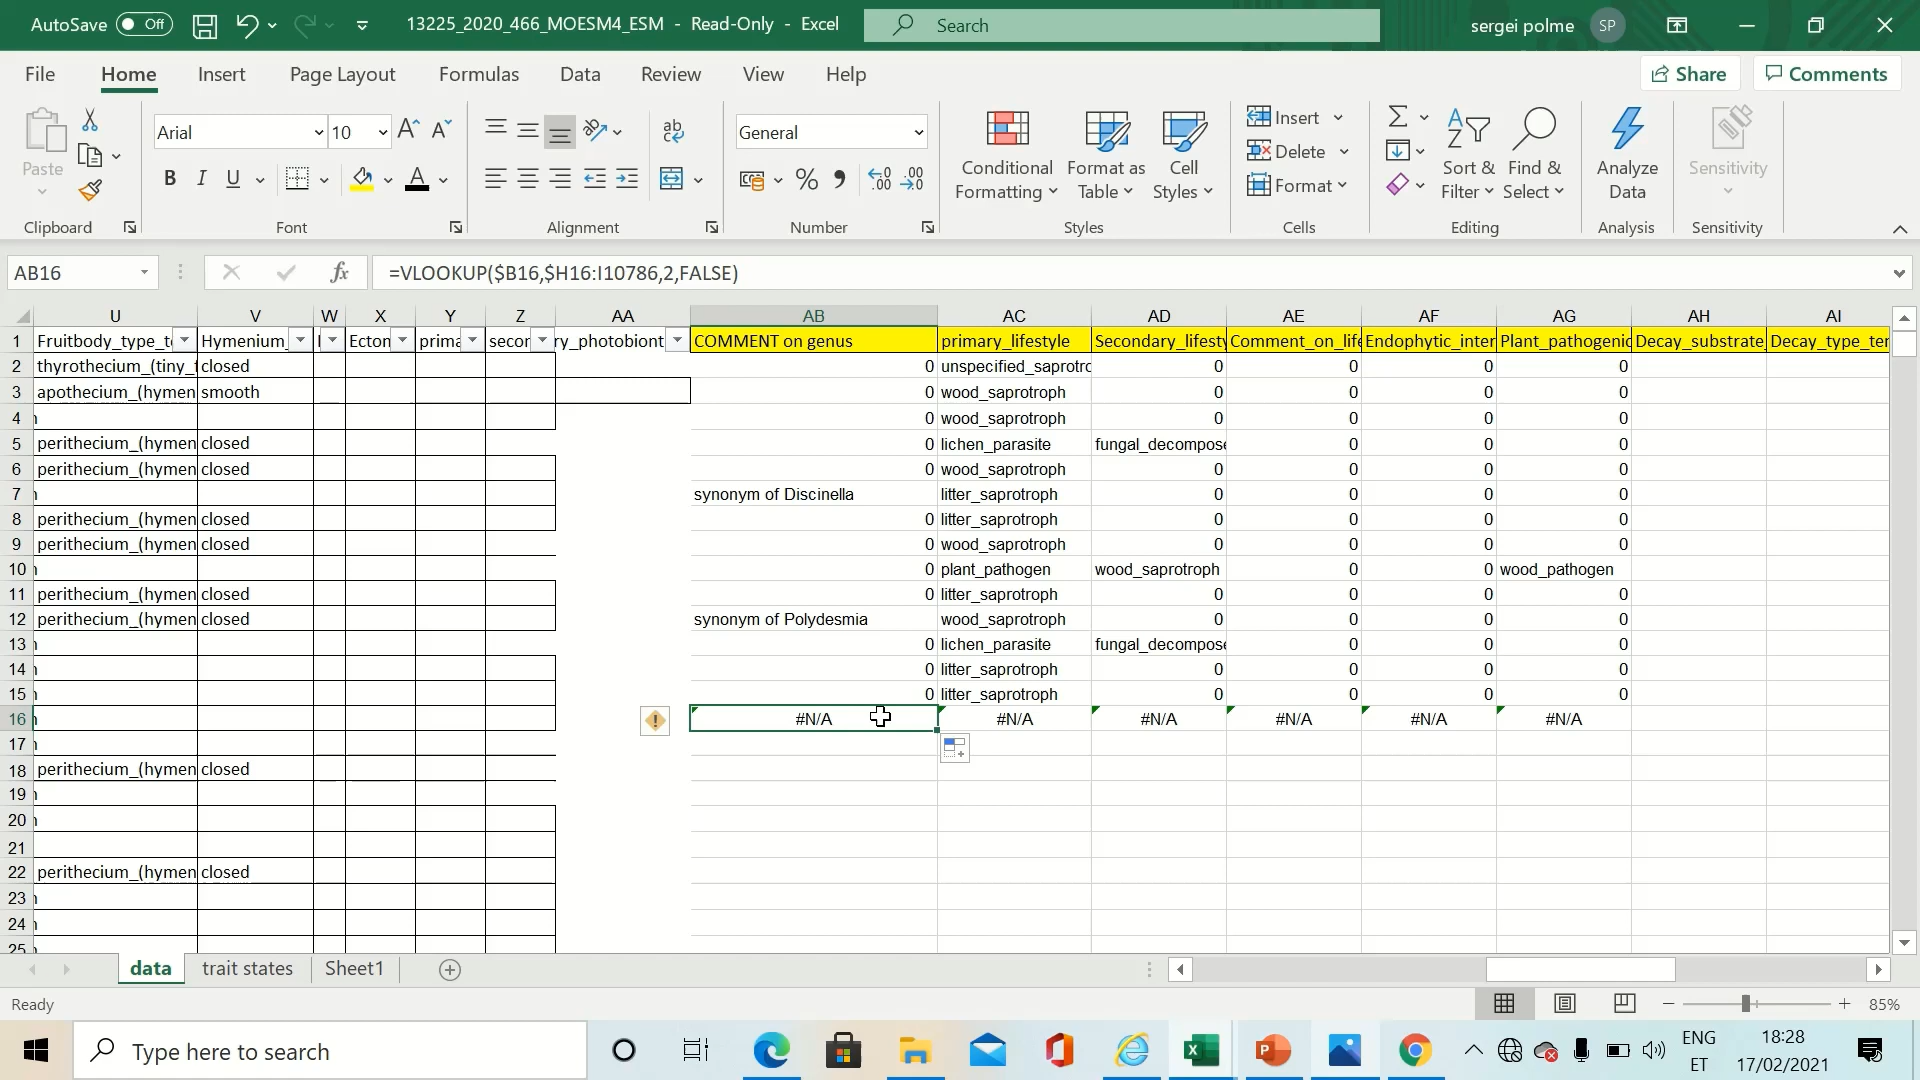 AutoSave Off 13225_2020_466_MOESM4_ESM - Read-Only - Excel Search sergei polme SP
File Home Insert Page Layout Formulas Data Review View Help Share Comments
Paste Arial 10 General Conditional Formatting Format as Table Cell Styles Insert Delete Format Sort & Filter Find & Select Analyze Data Sensitivity
Clipboard Font Alignment Number Styles Cells Editing Analysis Sensitivity
AB16 fx =VLOOKUP($B16,$H16:I10786,2,FALSE)
U V W X Y Z AA AB AC AD AE AF AG AH AI
1 Fruitbody_type_t Hymenium_ Ecton prima secon ry_photobiont COMMENT on genus primary_lifestyle Secondary_lifesty Comment_on_life Endophytic_inter Plant_pathogenic Decay_substrate Decay_type_ter
2 thyrothecium_(tiny_ closed 0 unspecified_saprotro 0 0 0 0
3 apothecium_(hymen smooth 0 wood_saprotroph 0 0 0 0
4 0 wood_saprotroph 0 0 0 0
5 perithecium_(hymen closed 0 lichen_parasite fungal_decompose 0 0 0
6 perithecium_(hymen closed 0 wood_saprotroph 0 0 0 0
7 synonym of Discinella litter_saprotroph 0 0 0 0
8 perithecium_(hymen closed 0 litter_saprotroph 0 0 0 0
9 perithecium_(hymen closed 0 wood_saprotroph 0 0 0 0
10 0 plant_pathogen wood_saprotroph 0 0 wood_pathogen
11 perithecium_(hymen closed 0 litter_saprotroph 0 0 0 0
12 perithecium_(hymen closed synonym of Polydesmia wood_saprotroph 0 0 0 0
13 0 lichen_parasite fungal_decompose 0 0 0
14 0 litter_saprotroph 0 0 0 0
15 0 litter_saprotroph 0 0 0 0
16 #N/A #N/A #N/A #N/A #N/A #N/A
17
18 perithecium_(hymen closed
19
20
21
22 perithecium_(hymen closed
23
24
25
data trait states Sheet1
Ready 85%
Type here to search ENG 18:28
ET 17/02/2021